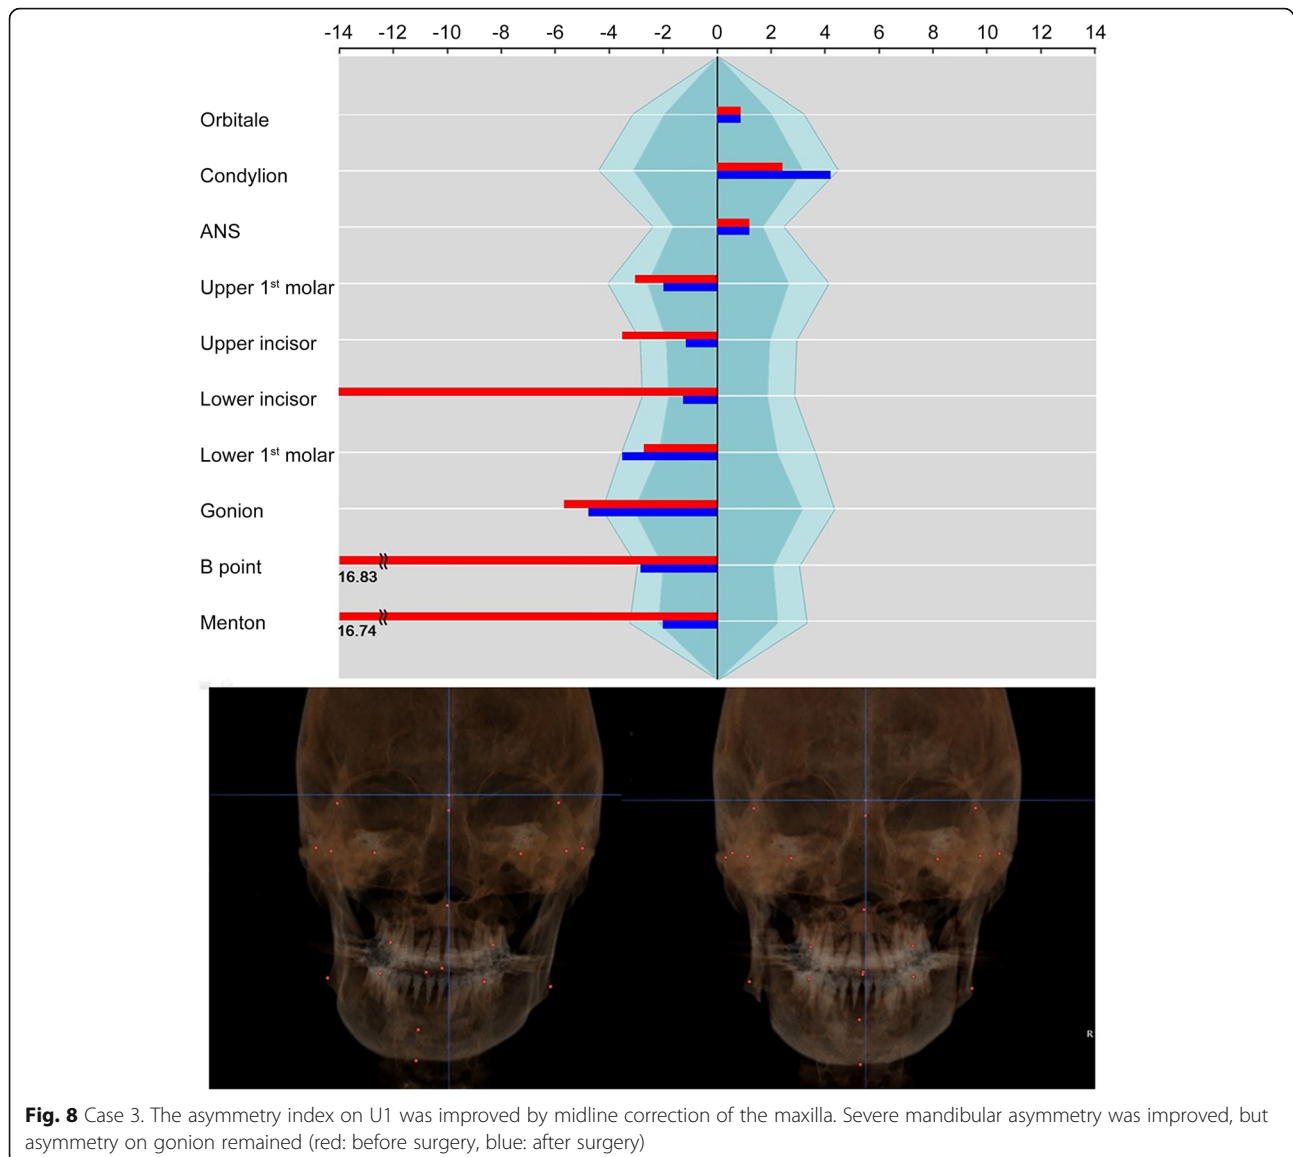 -14 -12 -10 -8 -6 -4 -2 0 2 4 6 8 10 12 14
Orbitale
Condylion
ANS
Upper 1st molar
Upper incisor
Lower incisor
Lower 1st molar
Gonion
B point
16.83
Menton
16.74
R
Fig. 8 Case 3. The asymmetry index on U1 was improved by midline correction of the maxilla. Severe mandibular asymmetry was improved, but
asymmetry on gonion remained (red: before surgery, blue: after surgery)